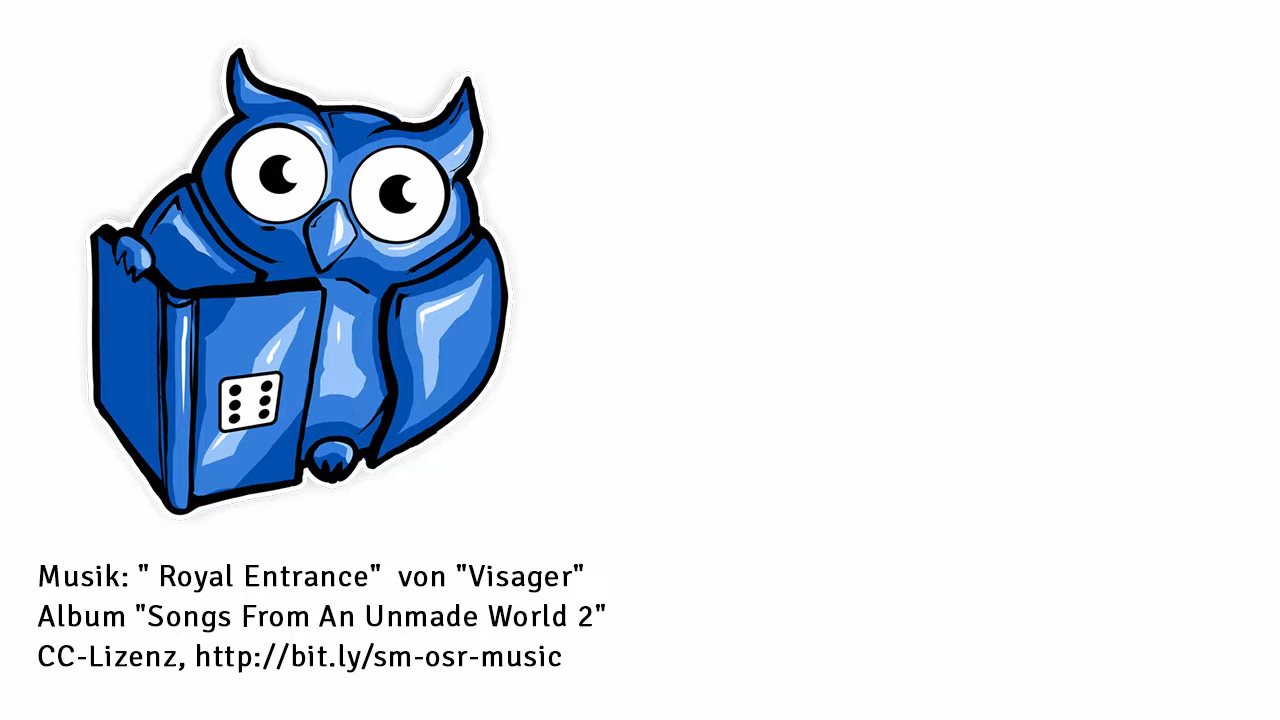 Musik: " Royal Entrance"  von "Visager"
Album "Songs From An Unmade World 2"
CC-Lizenz, http://bit.ly/sm-osr-music